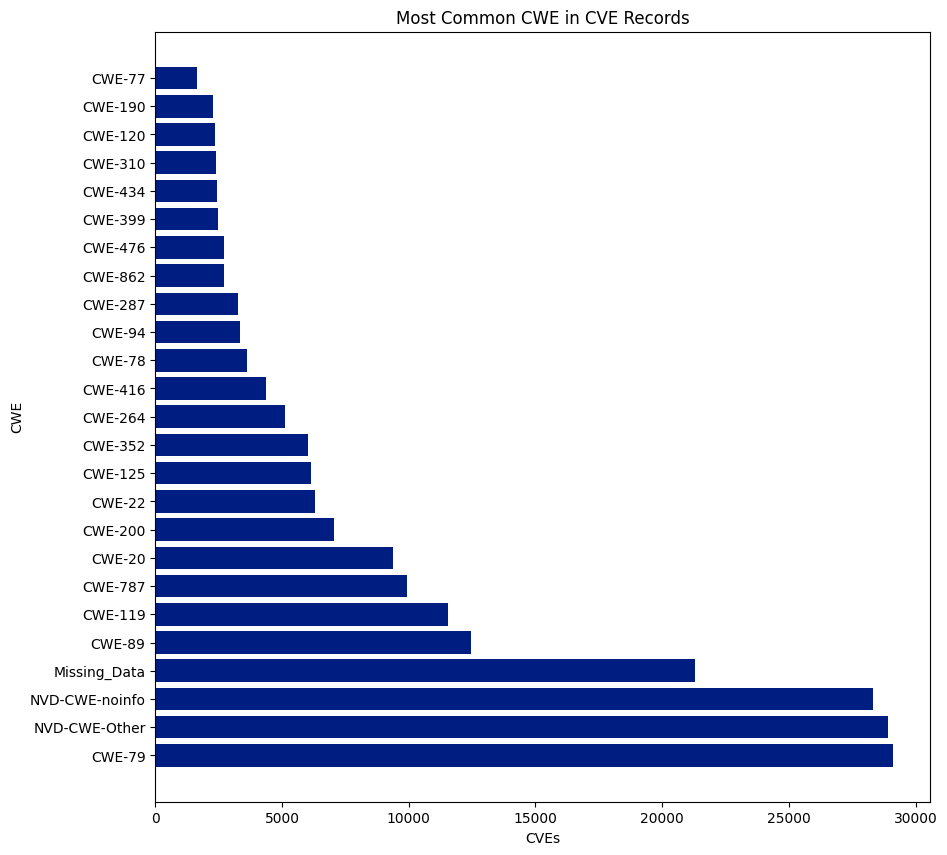 Most Common CWE in CVE Records
CWE-77
CWE-190
CWE-120
CWE-310
CWE-434
CWE-399
CWE-476
CWE-862
CWE-287
CWE-94
CWE-78
CWE-416
CWE-264
CWE-352
CWE-125
CWE-22
CWE-200
CWE-20
CWE-787
CWE-119
CWE-89
Missing_Data
NVD-CWE-noinfo
NVD-CWE-Other
CWE-79
CWE
0 5000 10000 15000 20000 25000 30000
CVEs